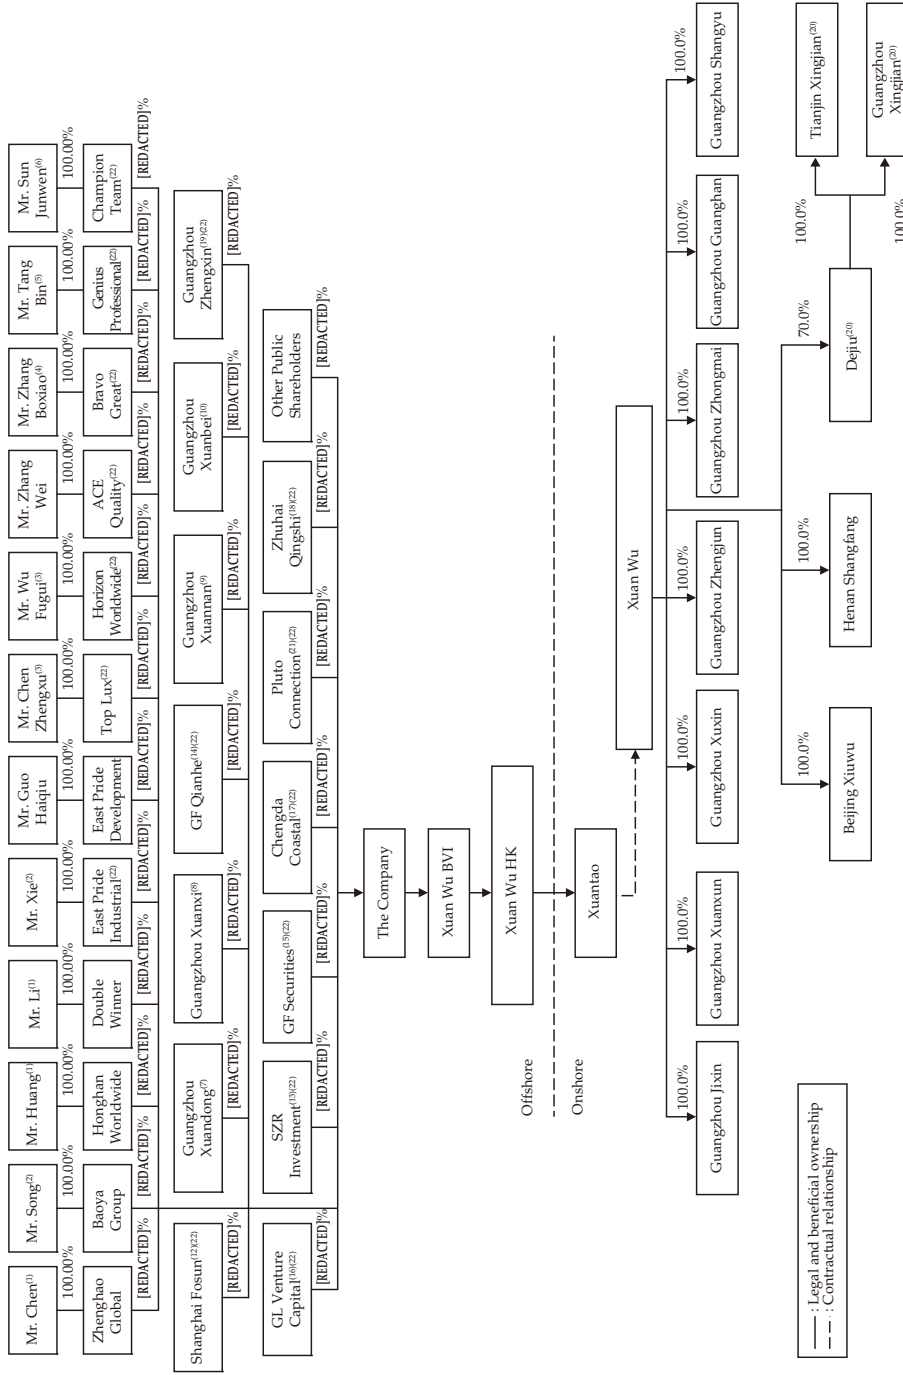 Mr. Chen(1)
Mr. Song(2)
Mr. Huang(1)
Mr. Li(1)
Mr. Xie(2)
Mr. Guo
Haiqiu
Mr. Chen
Zhengxu(3)
Mr. Wu
Fugui(3)
Mr. Zhang
Wei
Mr. Zhang
Boxiao(4)
Mr. Tang
Bin(5)
Mr. Sun
Junwen(6)
100.00%
100.00%
100.00%
100.00%
100.00%
100.00%
100.00%
100.00%
100.00%
100.00%
100.00%
100.00%
Zhenghao
Global
Baoya
Group
Honghan
Worldwide
Double
Winner
East Pride
Industrial(22)
East Pride
Development
Top Lux(22)
Horizon
Worldwide(22)
ACE
Quality(22)
Bravo
Great(22)
Genius
Professional(22)
Champion
Team(22)
[REDACTED]%
[REDACTED]%
[REDACTED]%
[REDACTED]%
[REDACTED]%
[REDACTED]%
[REDACTED]%
[REDACTED]%
[REDACTED]%
[REDACTED]%
[REDACTED]%
[REDACTED]%
Shanghai Fosun(12)(22)
Guangzhou
Xuandong(7)
Guangzhou Xuanxi(8)
GF Qianhe(14)(22)
Guangzhou
Xuannan(9)
Guangzhou
Xuanbei(10)
Guangzhou
Zhengxin(19)(22)
[REDACTED]%
[REDACTED]%
[REDACTED]%
[REDACTED]%
[REDACTED]%
[REDACTED]%
[REDACTED]%
GL Venture
Capital(16)(22)
SZR
Investment(13)(22)
GF Securities(15)(22)
Chengda
Coastal(17)(22)
Pluto
Connection(21)(22)
Zhuhai
Qingshi(18)(22)
Other Public
Shareholders
[REDACTED]%
[REDACTED]%
[REDACTED]%
[REDACTED]%
[REDACTED]%
[REDACTED]%
[REDACTED]%
The Company
Xuan Wu BVI
Xuan Wu HK
Offshore
Onshore
Xuantao
Xuan Wu
100.0%
100.0%
100.0%
100.0%
100.0%
100.0%
100.0%
Guangzhou Jixin
Guangzhou Xuanxun
Guangzhou Xuxin
Guangzhou Zhengjun
Guangzhou Zhongmai
Guangzhou Guanghan
Guangzhou Shangyu
100.0%
100.0%
70.0%
Beijing Xiuwu
Henan Shangfang
Dejiu(20)
100.0%
100.0%
Tianjin Xingjian(20)
Guangzhou
Xingjian(20)
: Legal and beneficial ownership
: Contractual relationship